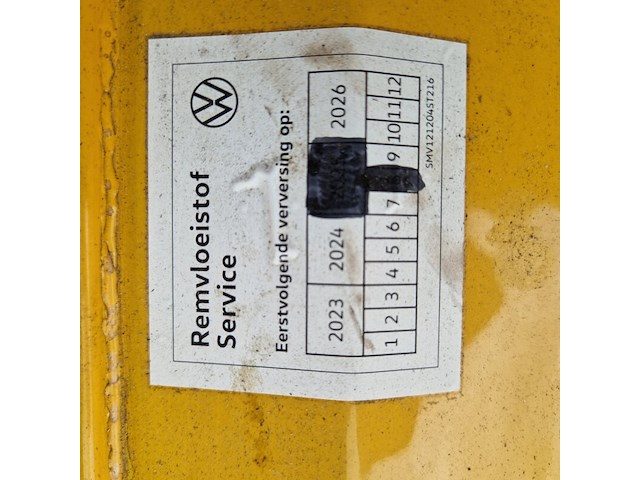 Remvloeistof
Service
Eerstvolgende verversing op:
2023 2024 2026
1 2 3 4 5 6 7 9 10 11 12
SMV121204ST216